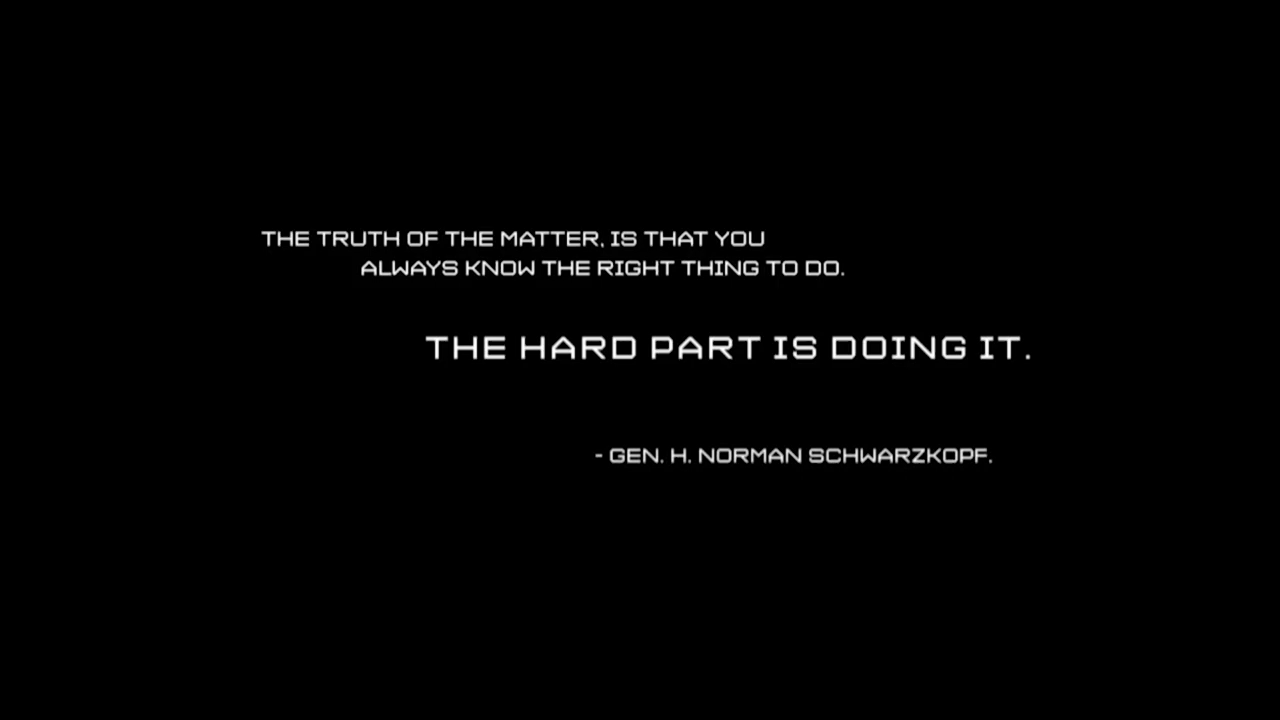 THE TRUTH OF THE MATTER, IS THAT YOU
ALWAYS KNOW THE RIGHT THING TO DO.
THE HARD PART IS DOING IT.
- GEN. H. NORMAN SCHWARZKOPF.